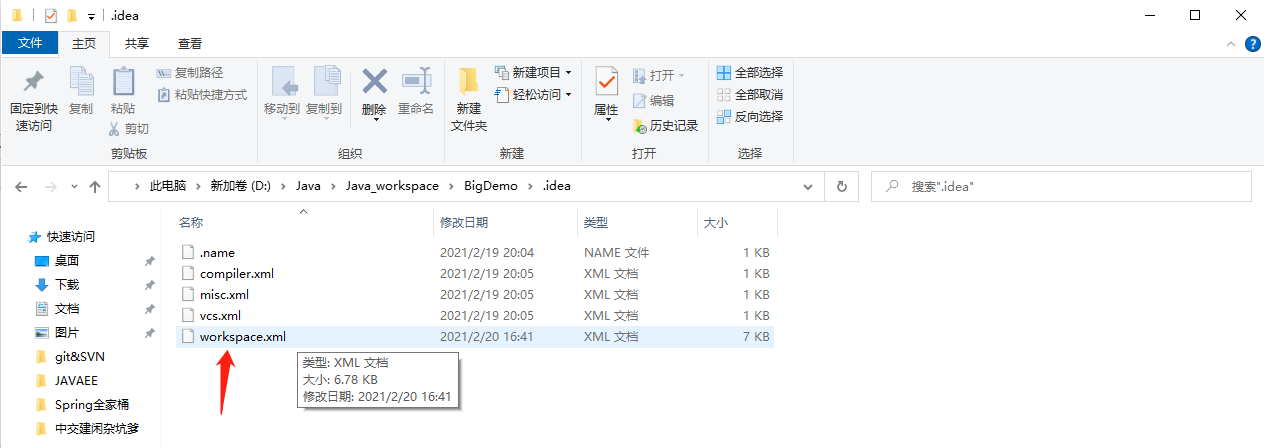 .idea
文件 主页 共享 查看
固定到快速访问
复制
粘贴
复制路径
粘贴快捷方式
剪切
剪贴板
移动到
复制到
删除
重命名
组织
新建文件夹
新建项目
轻松访问
新建
属性
打开
编辑
历史记录
打开
全部选择
全部取消
反向选择
选择
此电脑 新加卷 (D:) Java Java_workspace BigDemo .idea
搜索".idea"
快速访问
桌面
下载
文档
图片
git&SVN
JAVAEE
Spring全家桶
中交建闲杂坑爹
名称 修改日期 类型 大小
.name 2021/2/19 20:04 NAME 文件 1 KB
compiler.xml 2021/2/19 20:05 XML 文档 1 KB
misc.xml 2021/2/19 20:05 XML 文档 1 KB
vcs.xml 2021/2/19 20:05 XML 文档 1 KB
workspace.xml 2021/2/20 16:41 XML 文档 7 KB
类型: XML 文档
大小: 6.78 KB
修改日期: 2021/2/20 16:41